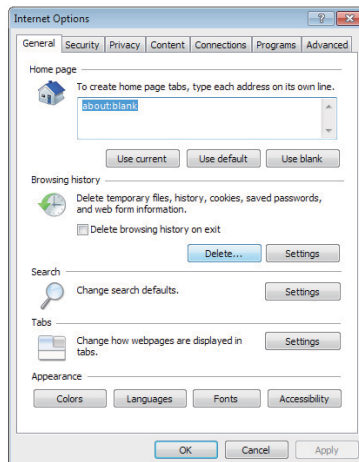 Internet Options
General Security Privacy Content Connections Programs Advanced
Home page
To create home page tabs, type each address on its own line.
about:blank
Use current Use default Use blank
Browsing history
Delete temporary files, history, cookies, saved passwords,
and web form information.
Delete browsing history on exit
Delete... Settings
Search
Change search defaults. Settings
Tabs
Change how webpages are displayed in
tabs.
Settings
Appearance
Colors Languages Fonts Accessibility
OK Cancel Apply